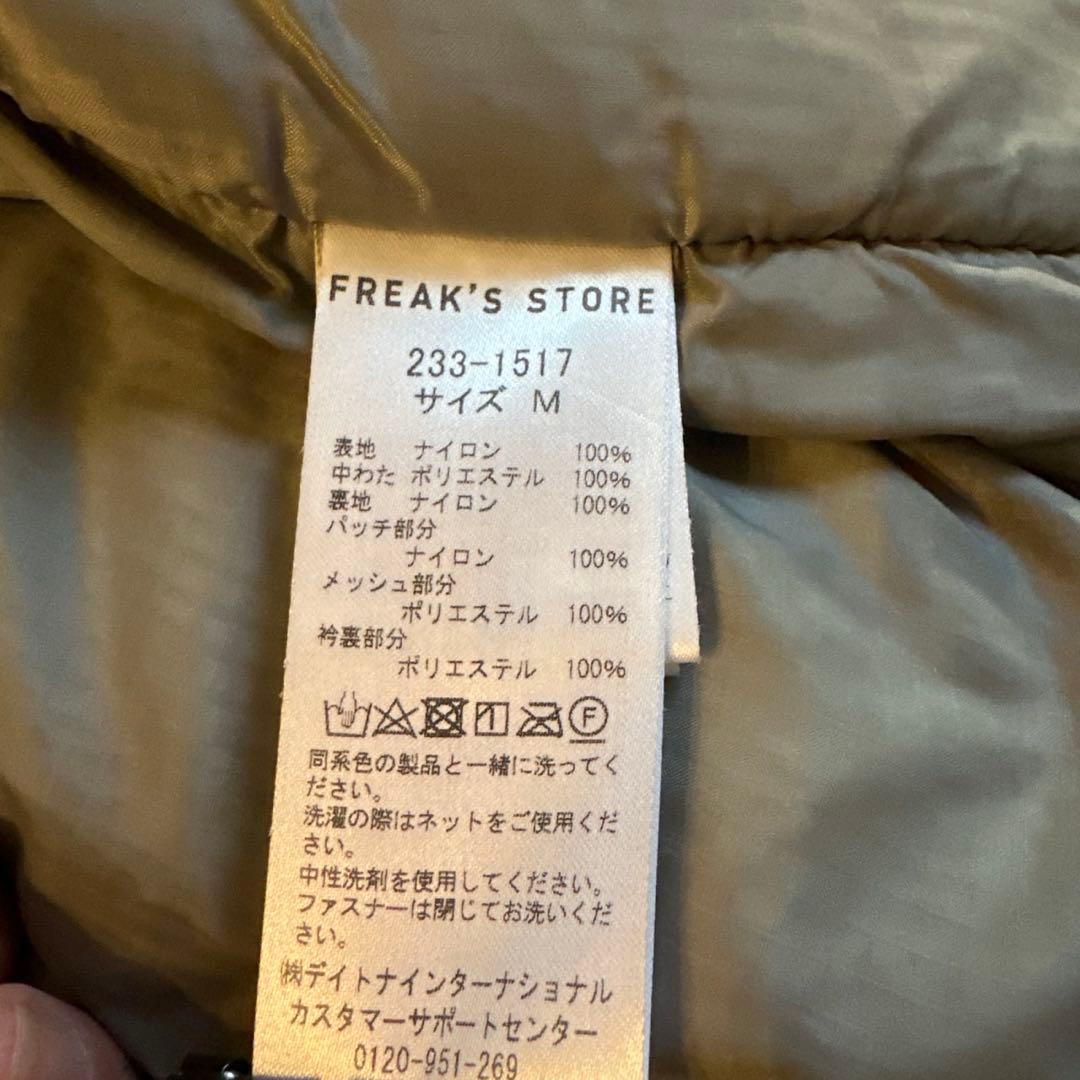 FREAK'S STORE
233-1517
サイズ M
表地 ナイロン 100%
中わた ポリエステル 100%
裏地 ナイロン 100%
パッチ部分
ナイロン 100%
メッシュ部分
ポリエステル 100%
衿裏部分
ポリエステル 100%
F
同系色の製品と一緒に洗ってく
ださい。
洗濯の際はネットをご使用くだ
さい。
中性洗剤を使用してください。
ファスナーは閉じてお洗いくだ
さい。
㈱デイトナインターナショナル
カスタマーサポートセンター
0120-951-269